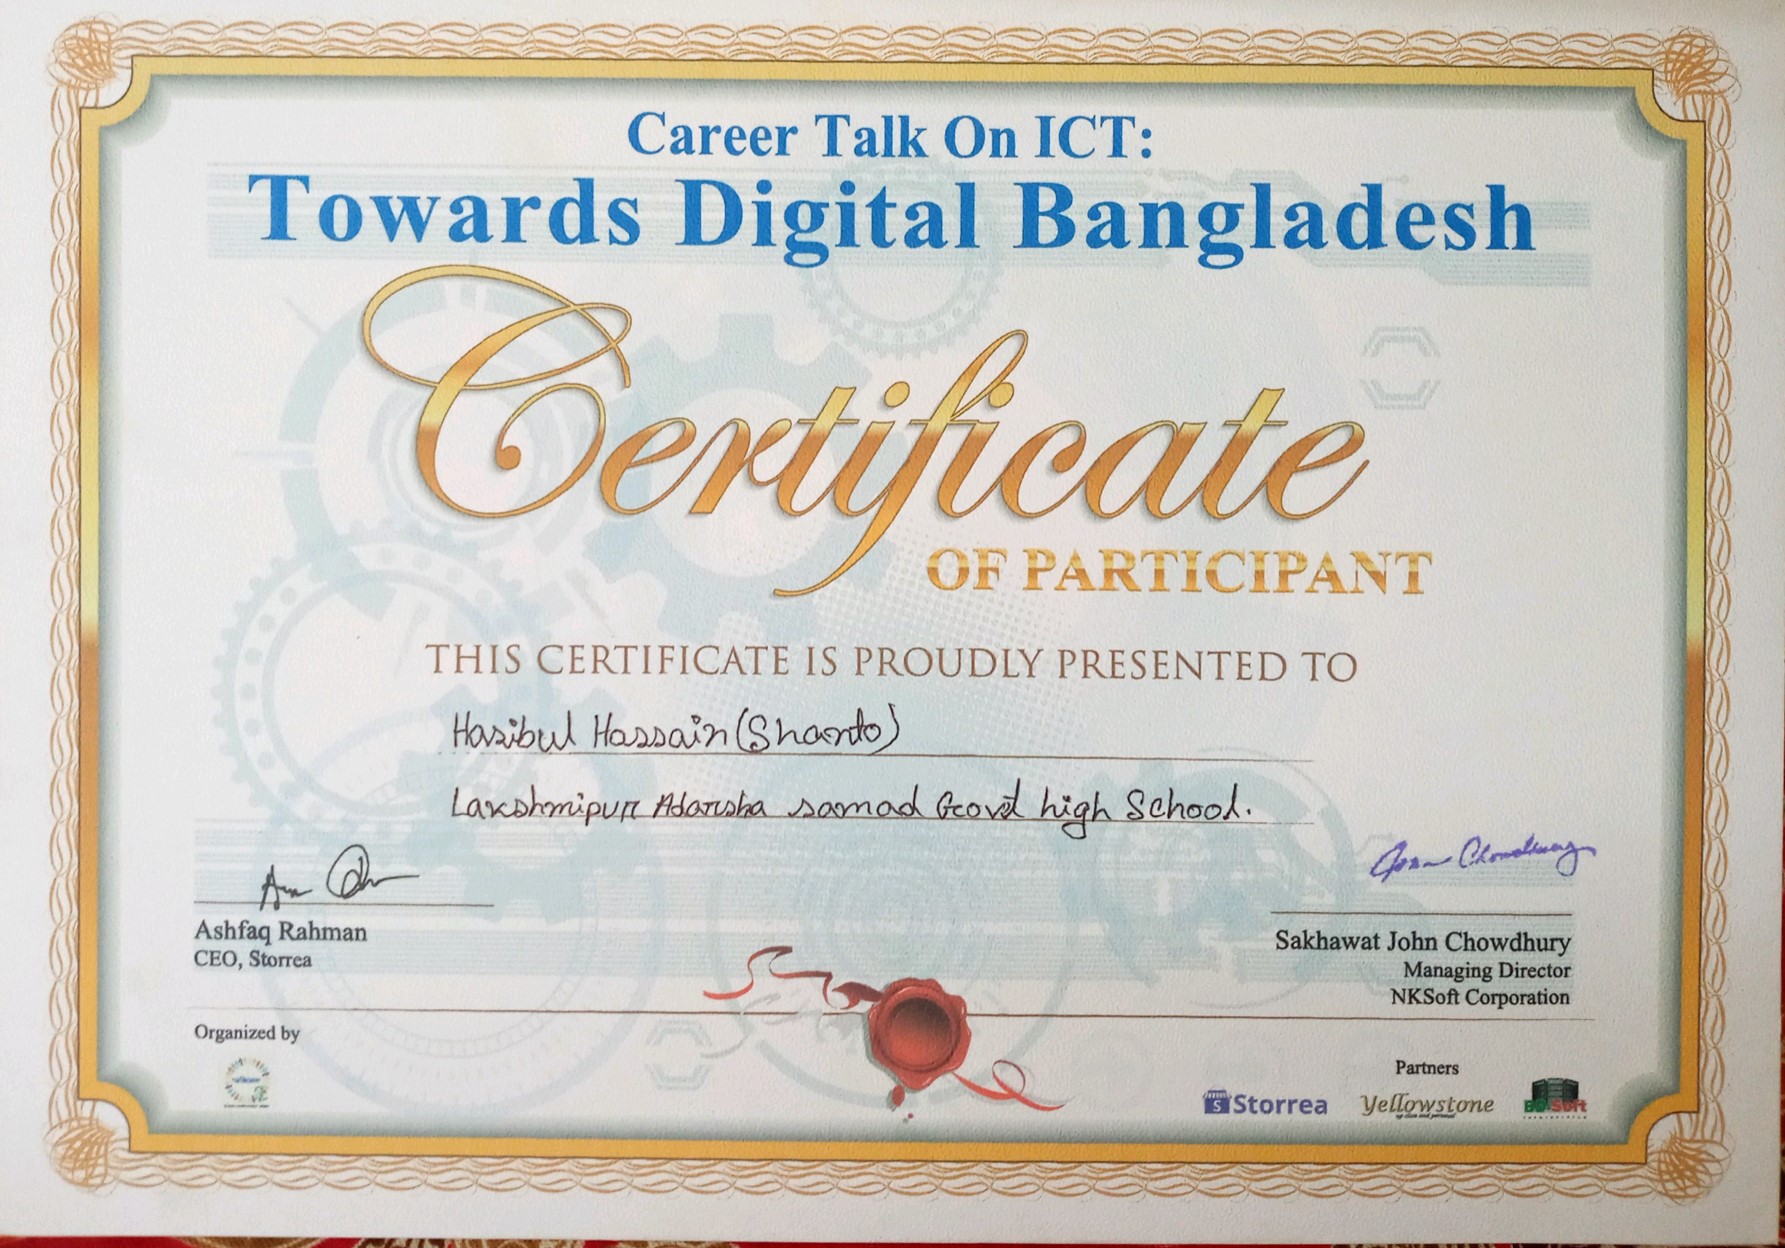 Career Talk On ICT:
Towards Digital Bangladesh
Certificate
OF PARTICIPANT
THIS CERTIFICATE IS PROUDLY PRESENTED TO
Hasibul Hassain (Shanto)
Laxshmipur Adarsha samad Govt high School.
Chowdhury
Ashfaq Rahman
CEO, Storrea
Sakhawat John Chowdhury
Managing Director
NKSoft Corporation
Organized by
Partners
S Storrea
Yellowstone
BD Soft